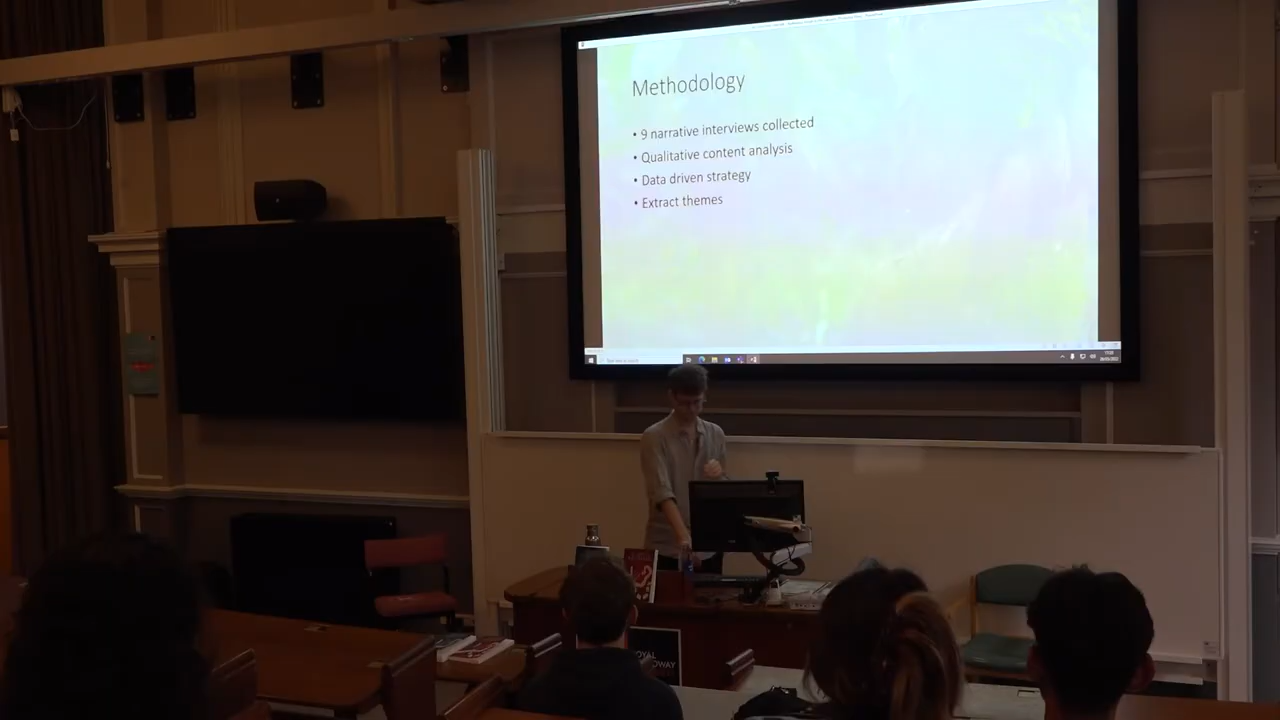 Methodology
• 9 narrative interviews collected
• Qualitative content analysis
• Data driven strategy
• Extract themes